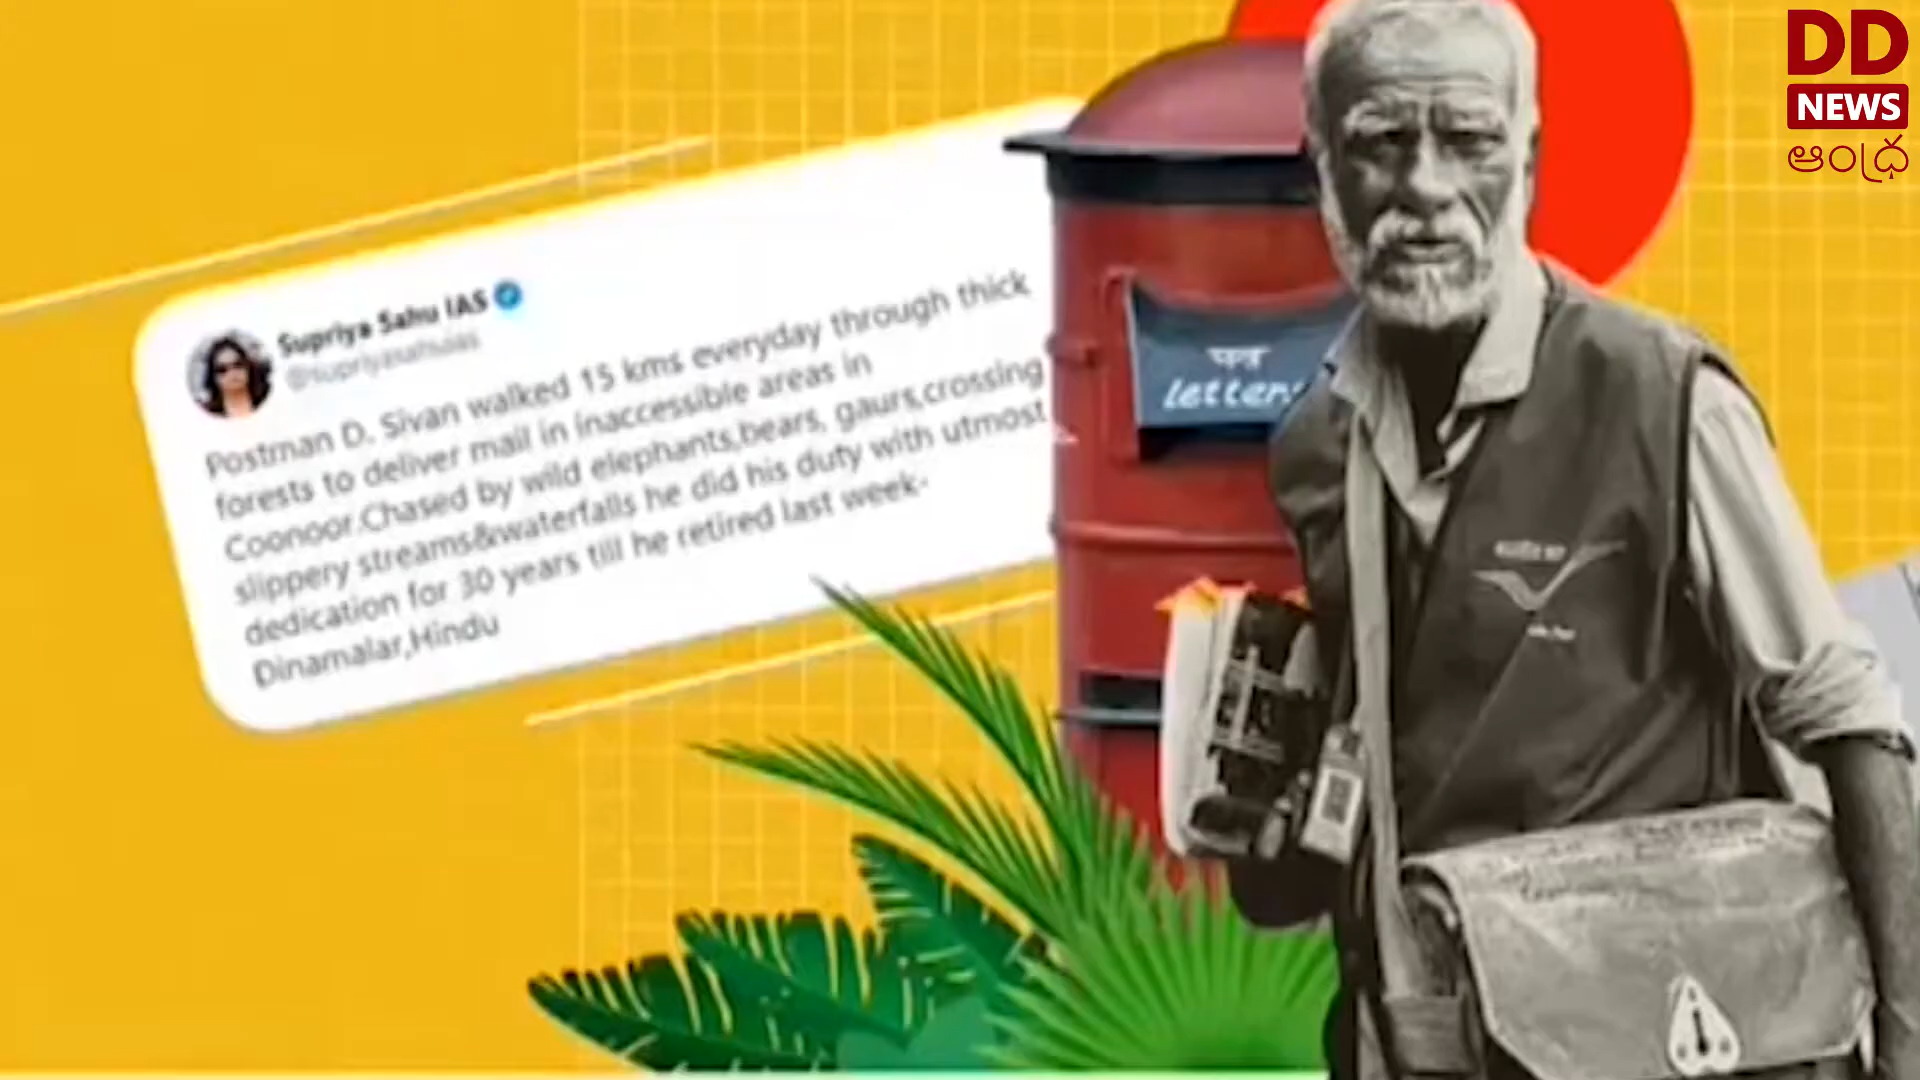 DD
NEWS
ఆంధ్ర
Supriya Sahu IAS
@supriyasahuias
Postman D. Sivan walked 15 kms everyday through thick
forests to deliver mail in inaccessible areas in
Coonoor.Chased by wild elephants,bears, gaurs,crossing
slippery streams&waterfalls he did his duty with utmost
dedication for 30 years till he retired last week-
Dinamalar,Hindu
पत्र
Letters